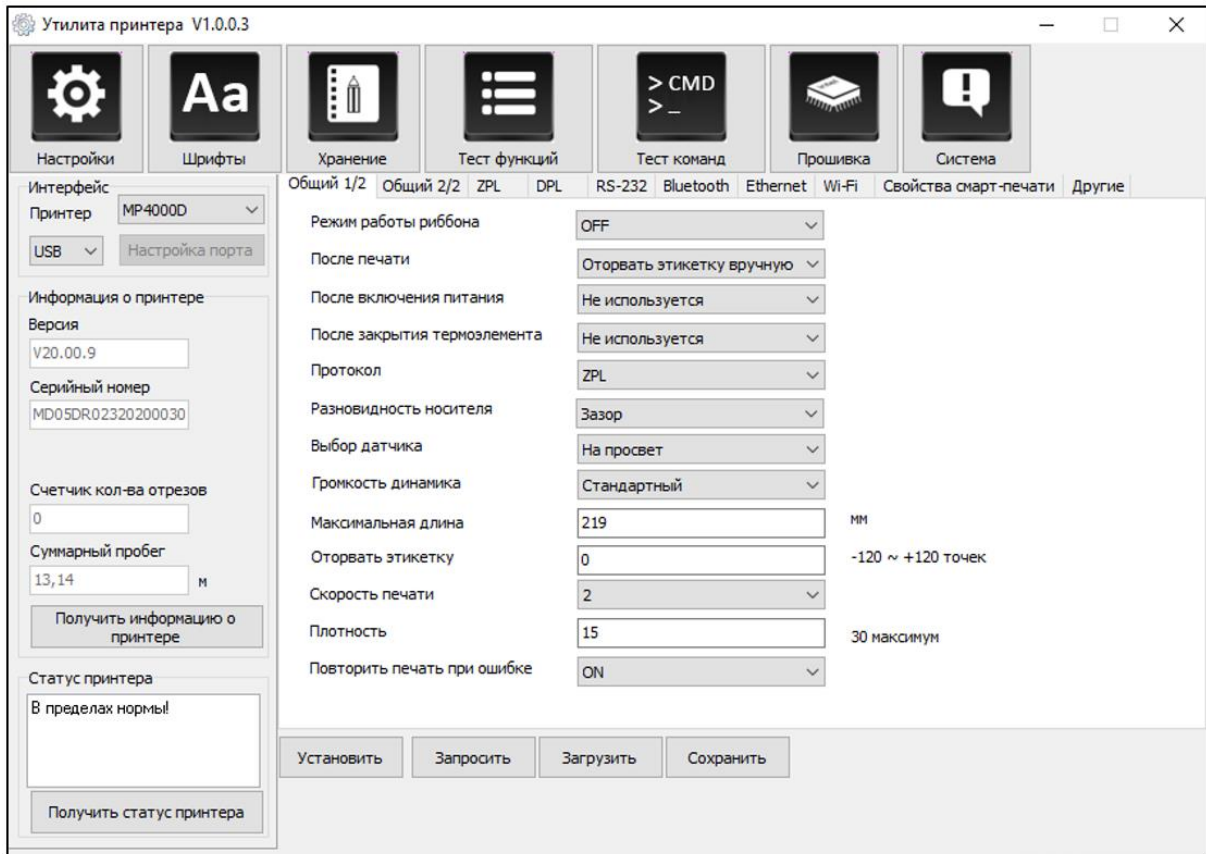 Утилита принтера V1.0.0.3
Aa
> CMD
> _
Настройки
Шрифты
Хранение
Тест функций
Тест команд
Прошивка
Система
Интерфейс
Принтер
MP4000D
USB
Настройка порта
Информация о принтере
Версия
V20.00.9
Серийный номер
MD05DR02320200030
Счетчик кол-ва отрезов
0
Суммарный пробег
13,14
м
Получить информацию о
принтере
Статус принтера
В пределах нормы!
Получить статус принтера
Общий 1/2
Общий 2/2
ZPL
DPL
RS-232
Bluetooth
Ethernet
Wi-Fi
Свойства смарт-печати
Другие
Режим работы риббона
OFF
После печати
Оторвать этикетку вручную
После включения питания
Не используется
После закрытия термоэлемента
Не используется
Протокол
ZPL
Разновидность носителя
Зазор
Выбор датчика
На просвет
Громкость динамика
Стандартный
Максимальная длина
219
мм
Оторвать этикетку
0
-120 ~ +120 точек
Скорость печати
2
Плотность
15
30 максимум
Повторить печать при ошибке
ON
Установить
Запросить
Загрузить
Сохранить